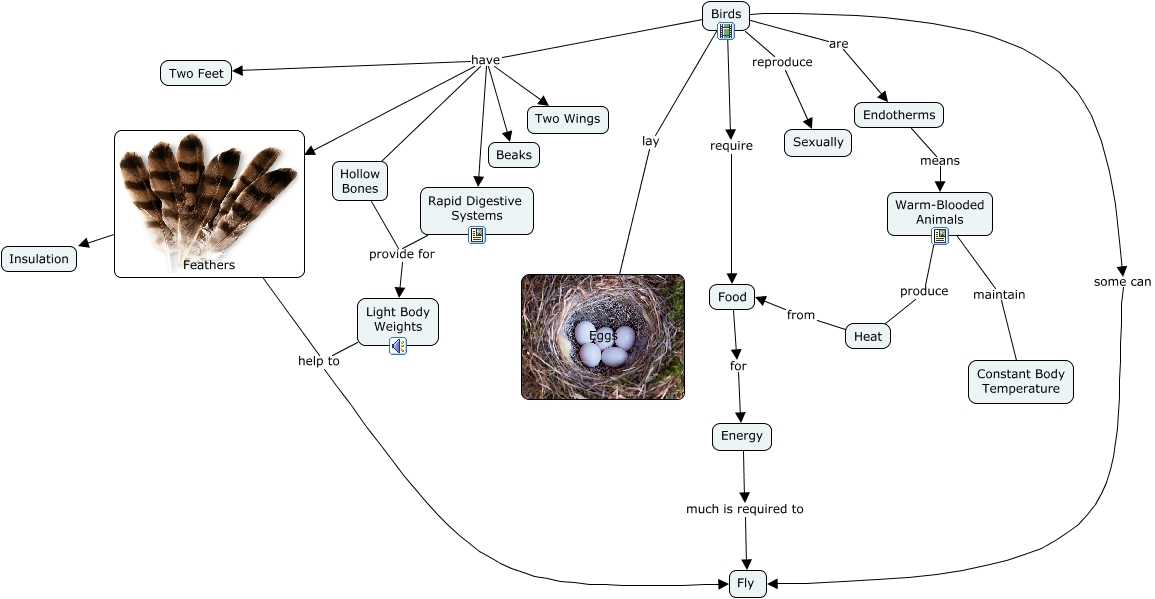 Birds
have
are
reproduce
Two Feet
Endotherms
Two Wings
lay
require
Sexually
Beaks
means
Hollow
Bones
Rapid Digestive
Systems
Warm-Blooded
Animals
Insulation
Feathers
provide for
some can
Food
produce
maintain
Light Body
Weights
from
Eggs
Heat
help to
for
Constant Body
Temperature
Energy
much is required to
Fly